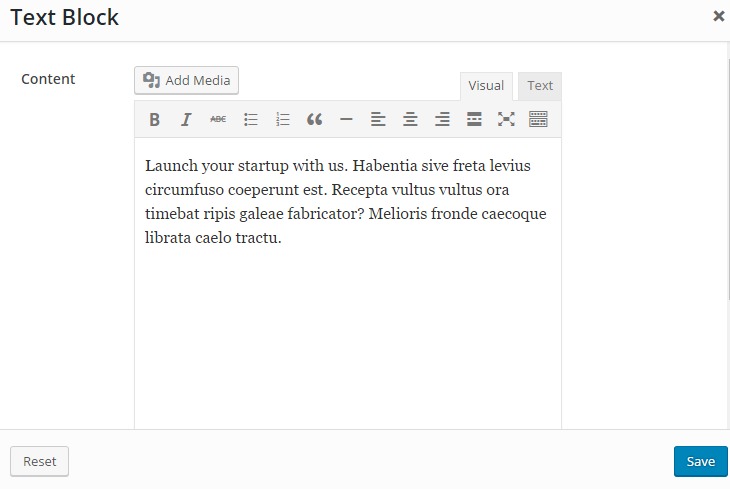 Text Block
Content
Add Media
Visual Text
B I ABC
Launch your startup with us. Habentia sive freta levius
circumfuso coeperunt est. Recepta vultus vultus ora
timebat ripis galeae fabricator? Melioris fronde caecoque
librata caelo tractu.
Reset
Save